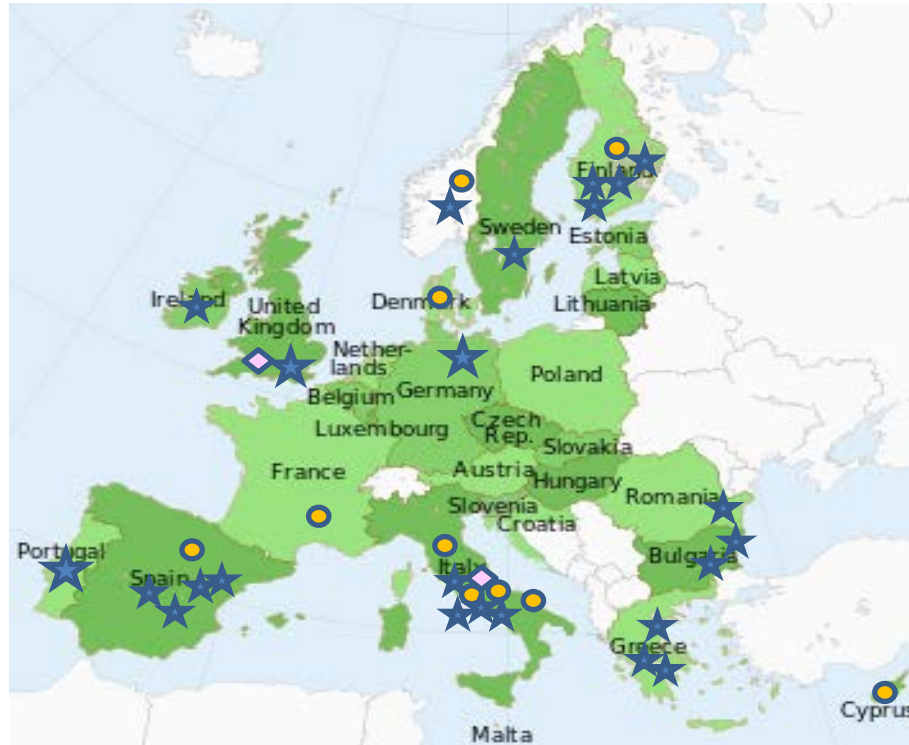 Finland
Sweden
Estonia
Latvia
Lithuania
Ireland
United
Kingdom
Denmark
Nether-
lands
Germany
Poland
Belgium
Luxembourg
Czech
Rep.
Slovakia
France
Austria
Hungary
Slovenia
Croatia
Romania
Portugal
Spain
Italy
Bulgaria
Greece
Cyprus
Malta